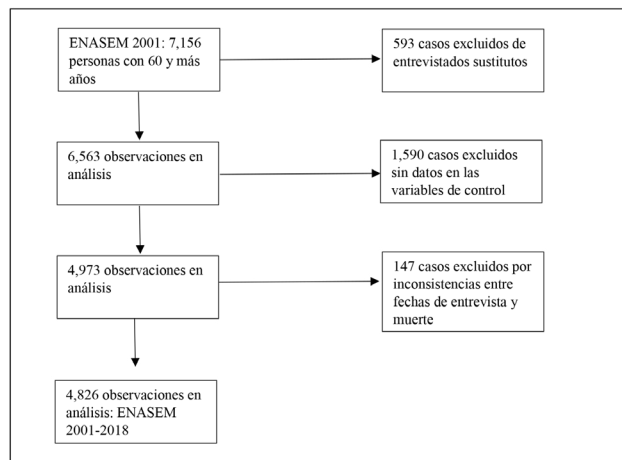 ENASEM 2001: 7,156
personas con 60 y más
años
593 casos excluidos de
entrevistados sustitutos
6,563 observaciones en
análisis
1,590 casos excluidos
sin datos en las
variables de control
4,973 observaciones en
análisis
147 casos excluidos por
inconsistencias entre
fechas de entrevista y
muerte
4,826 observaciones en
análisis: ENASEM
2001-2018